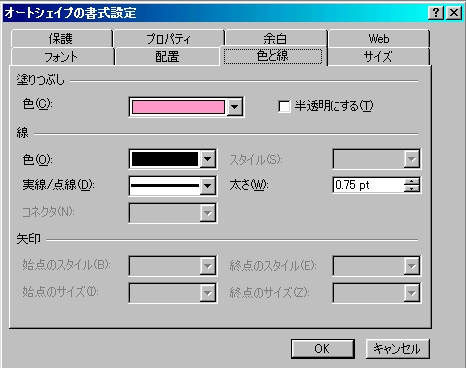 オートシェイプの書式設定
保護 プロパティ 余白 Web
フォント 配置 色と線 サイズ
塗りつぶし
色(C): 半透明にする(T)
線
色(O): スタイル(S):
実線/点線(D): 太さ(W): 0.75 pt
コネクタ(N):
矢印
始点のスタイル(B): 終点のスタイル(E):
始点のサイズ(I): 終点のサイズ(Z):
OK キャンセル